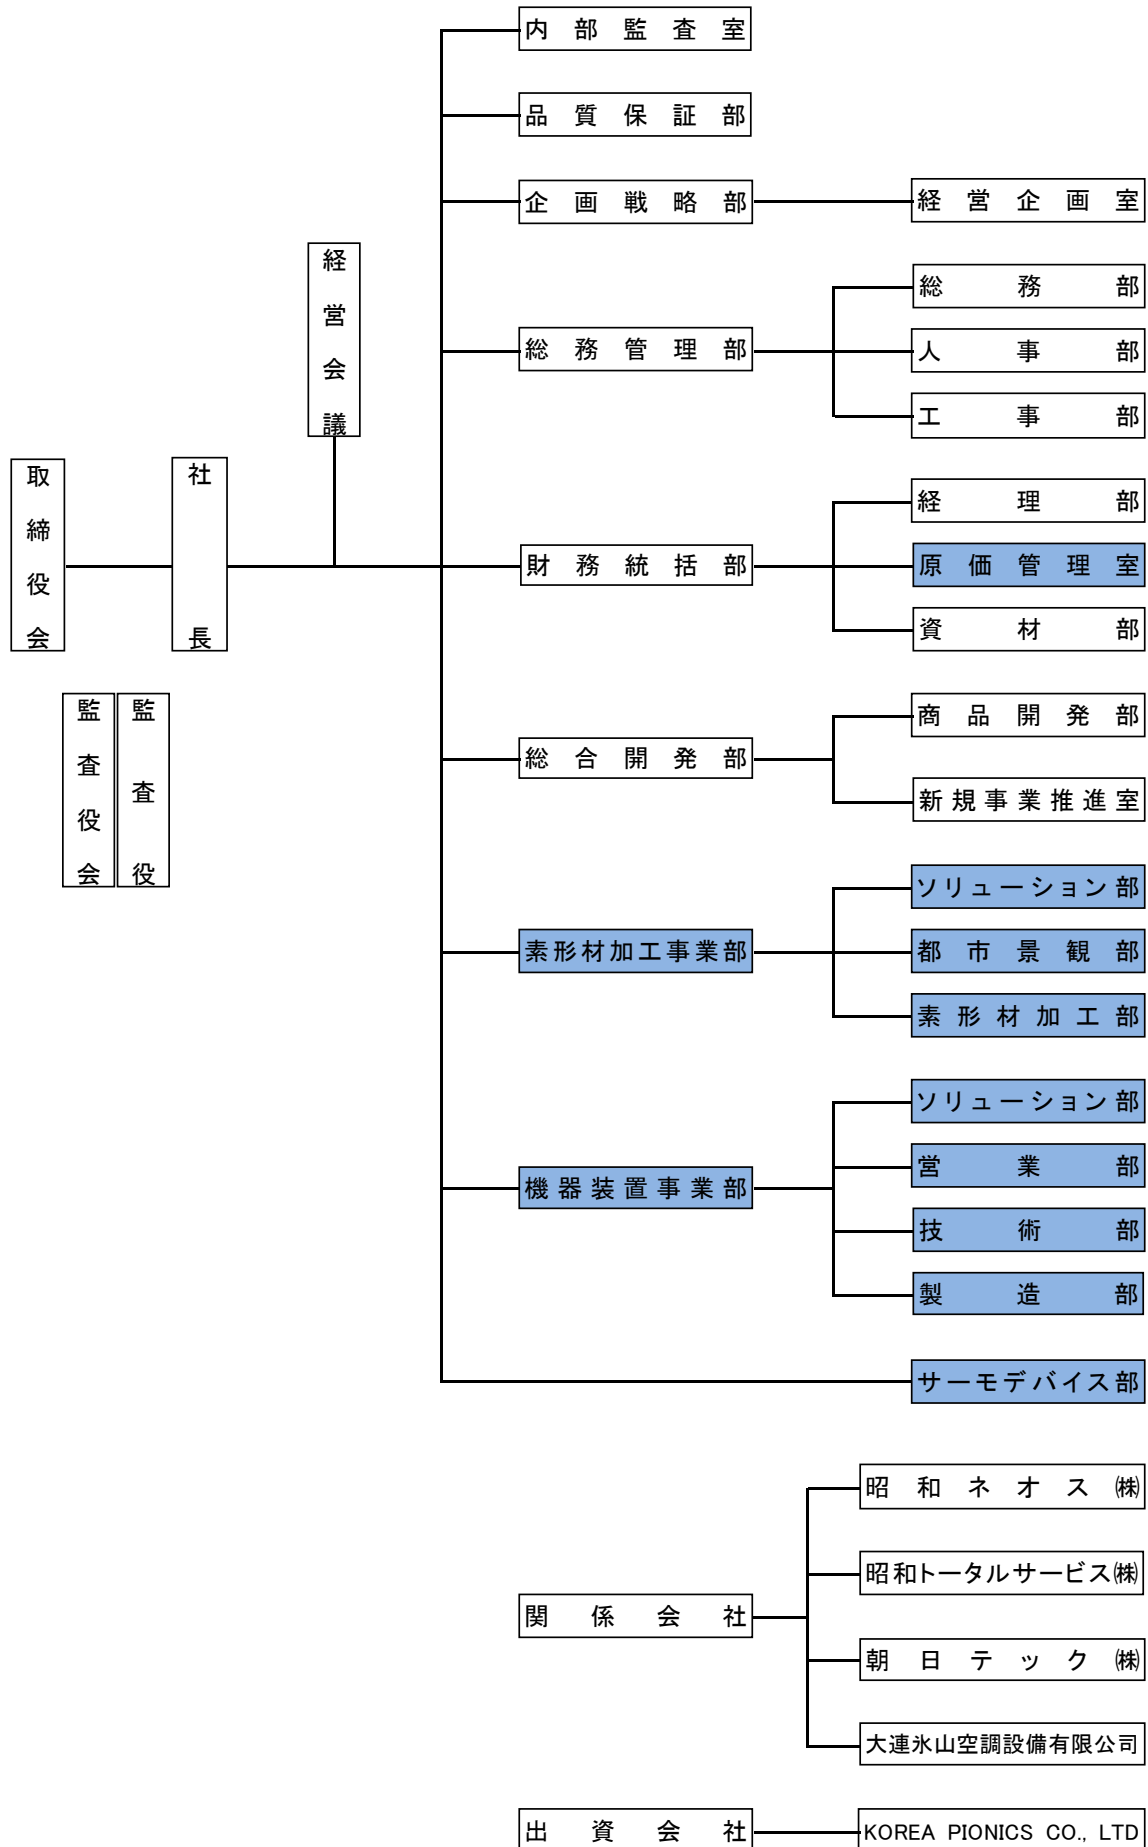 内部監査室
品質保証部
企画戦略部
経営企画室
経営会議
総務管理部
総務部
人事部
工事部
取締役会
社長
財務統括部
経理部
原価管理室
資材部
監査役会
監査役
総合開発部
商品開発部
新規事業推進室
素形材加工事業部
ソリューション部
都市景観部
素形材加工部
機器装置事業部
ソリューション部
営業部
技術部
製造部
サーモデバイス部
関係会社
昭和ネオス㈱
昭和トータルサービス㈱
朝日テック㈱
大連氷山空調設備有限公司
出資会社
KOREA PIONICS CO., LTD